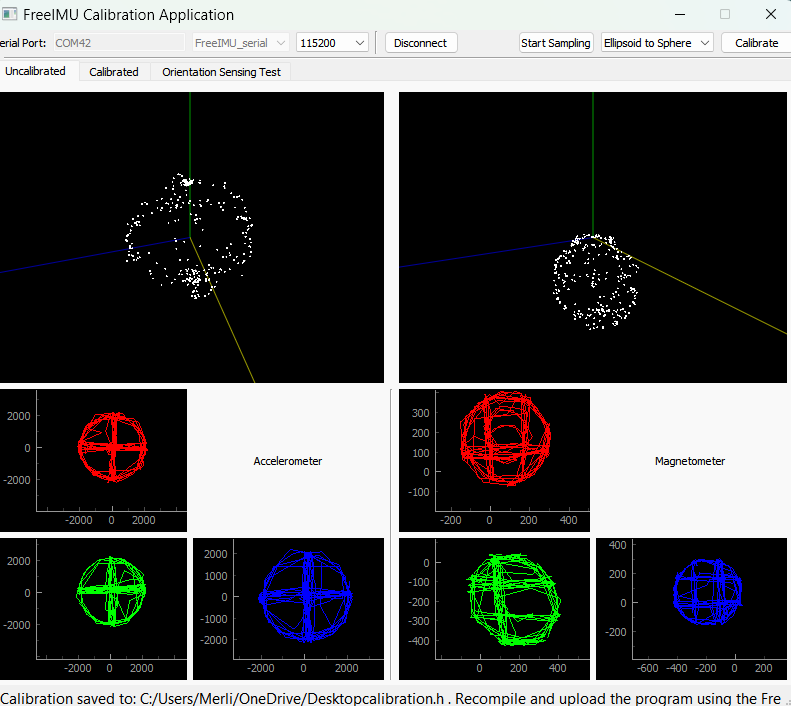 FreeIMU Calibration Application
erial Port: COM42 FreeIMU_serial 115200 Disconnect Start Sampling Ellipsoid to Sphere Calibrate
Uncalibrated Calibrated Orientation Sensing Test
2000
0
-2000
-2000 0 2000
Accelerometer
300
200
100
0
-100
-200 0 200 400
Magnetometer
2000
0
-2000
-2000 0 2000
2000
1000
0
-1000
-2000
-2000 0 2000
0
-100
-200
-300
-400
0 200 400
400
200
0
-200
-600 -400 -200 0 200
Calibration saved to: C:/Users/Merli/OneDrive/Desktopcalibration.h . Recompile and upload the program using the Fre